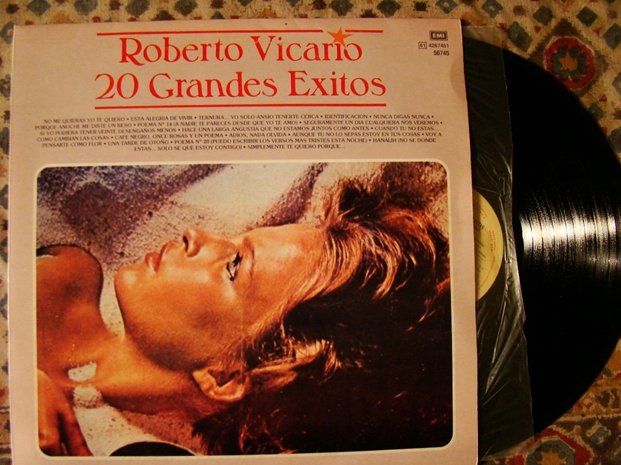 Roberto Vicario
20 Grandes Exitos
EMI
61 4267451
56745
NO ME QUIERAS YO TE QUIERO • ESTA ALEGRIA DE VIVIR • TERNURA... YO SOLO ANSIO TENERTE CERCA • IDENTIFICACION • NUNCA DIGAS NUNCA •
PORQUE ANOCHE ME DISTE UN BESO • POEMA Nº 14 (A NADIE TE PARECES DESDE QUE YO TE AMO) • SEGURAMENTE UN DIA CUALQUIERA NOS VEREMOS •
SI YO PUDIERA TENER VEINTE DESENGAÑOS MENOS • HACE UNA LARGA ANGUSTIA QUE NO ESTAMOS JUNTOS COMO ANTES • CUANDO TU NO ESTAS...
COMO CAMBIAN LAS COSAS • CAFE NEGRO, ONCE ROSAS Y UN POEMA • ADIOS, NADA OLVIDA • AUNQUE TU NO LO SEPAS ESTOY EN TUS COSAS • VOY A
PENSARTE COMO FLOR • UNA TARDE DE OTOÑO • POEMA Nº 20 (PUEDO ESCRIBIR LOS VERSOS MAS TRISTES ESTA NOCHE) • HANALBI (NO SE DONDE
ESTAS... SOLO SE QUE ESTOY CONTIGO) • SIMPLEMENTE TE QUIERO PORQUE...